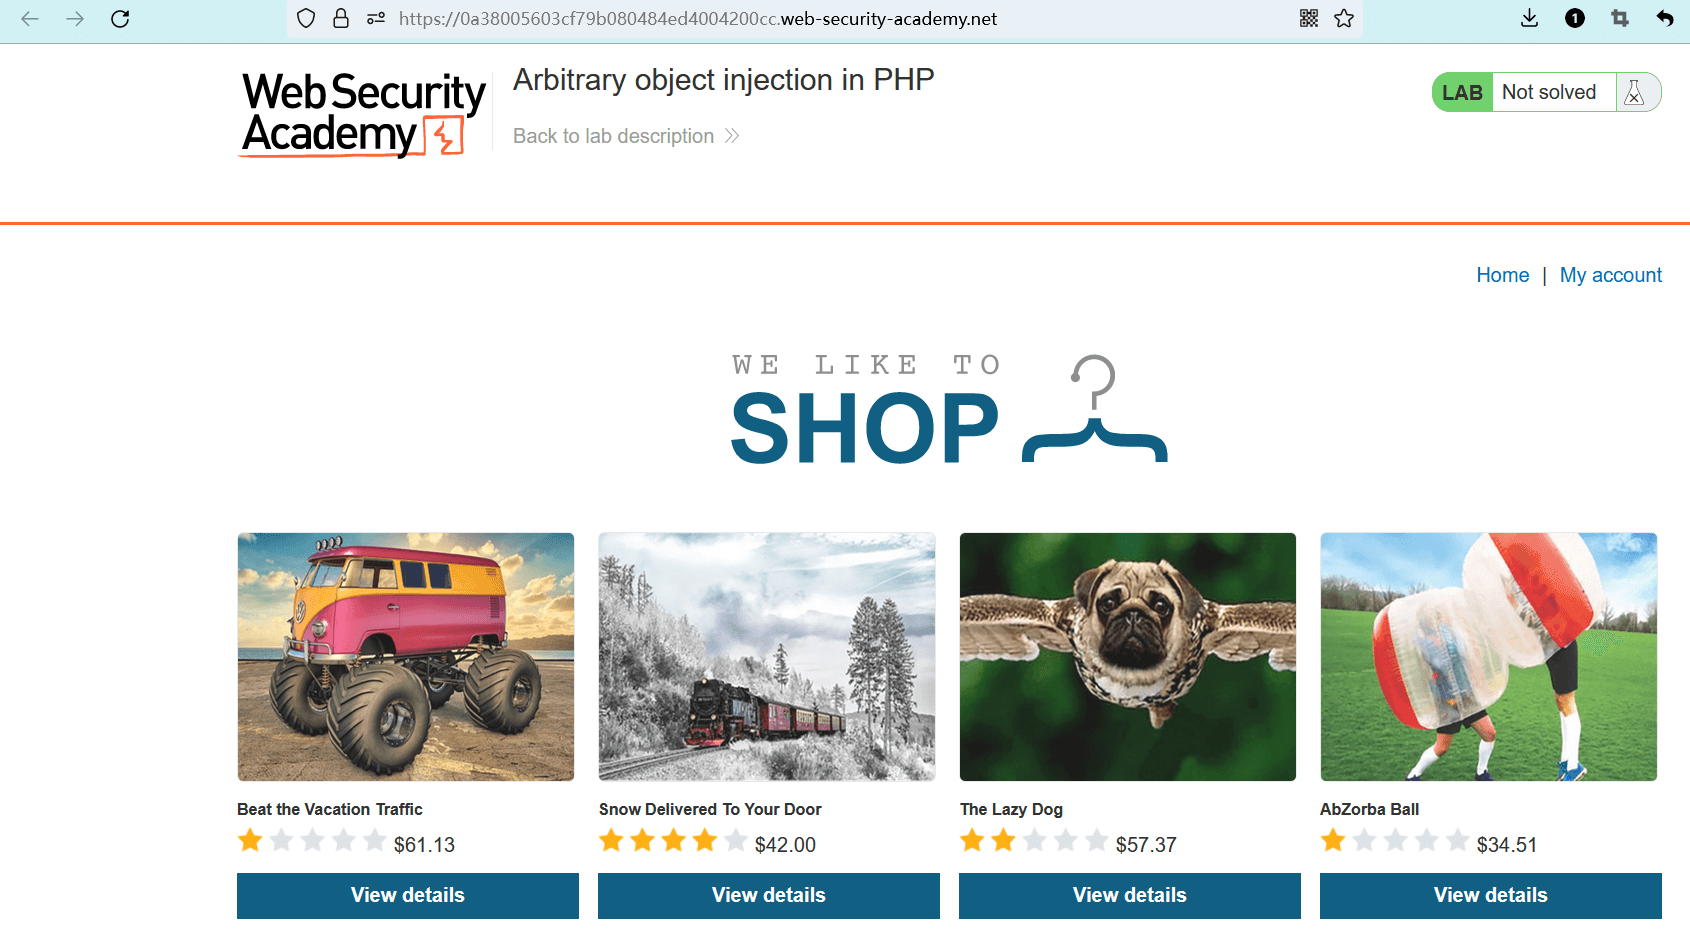 https://0a38005603cf79b080484ed4004200cc.web-security-academy.net
1
Web Security
Academy
Arbitrary object injection in PHP
Back to lab description
LAB Not solved
Home | My account
WE LIKE TO
SHOP
Beat the Vacation Traffic
$61.13
View details
Snow Delivered To Your Door
$42.00
View details
The Lazy Dog
$57.37
View details
AbZorba Ball
$34.51
View details